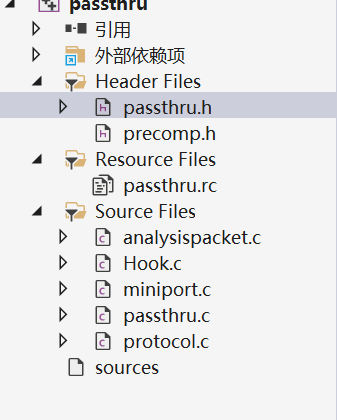 passthru
引用
外部依赖项
Header Files
passthru.h
precomp.h
Resource Files
passthru.rc
Source Files
analysispacket.c
Hook.c
miniport.c
passthru.c
protocol.c
sources